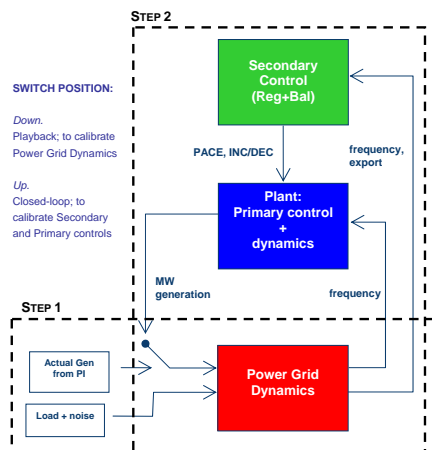 STEP 2
Secondary
Control
(Reg+Bal)
SWITCH POSITION:
Down.
Playback; to calibrate
Power Grid Dynamics
Up.
Closed-loop; to
calibrate Secondary
and Primary controls
PACE, INC/DEC
frequency,
export
Plant:
Primary control
+
dynamics
MW
generation
frequency
STEP 1
Actual Gen
from PI
Power Grid
Dynamics
Load + noise